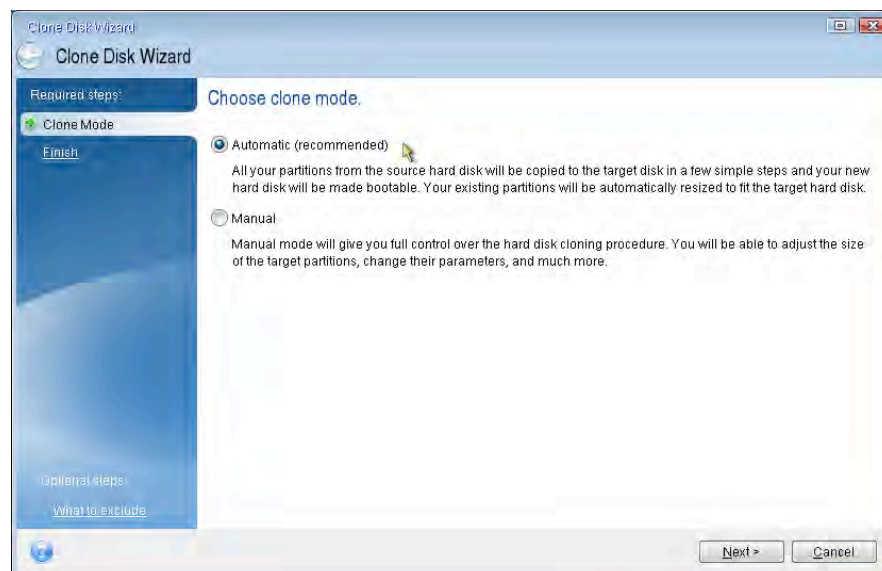 Clone Disk Wizard
Clone Disk Wizard
Required steps:
Clone Mode
Finish
Choose clone mode.
Automatic (recommended)
All your partitions from the source hard disk will be copied to the target disk in a few simple steps and your new
hard disk will be made bootable. Your existing partitions will be automatically resized to fit the target hard disk.
Manual
Manual mode will give you full control over the hard disk cloning procedure. You will be able to adjust the size
of the target partitions, change their parameters, and much more.
Optional steps:
What to exclude
Next >
Cancel